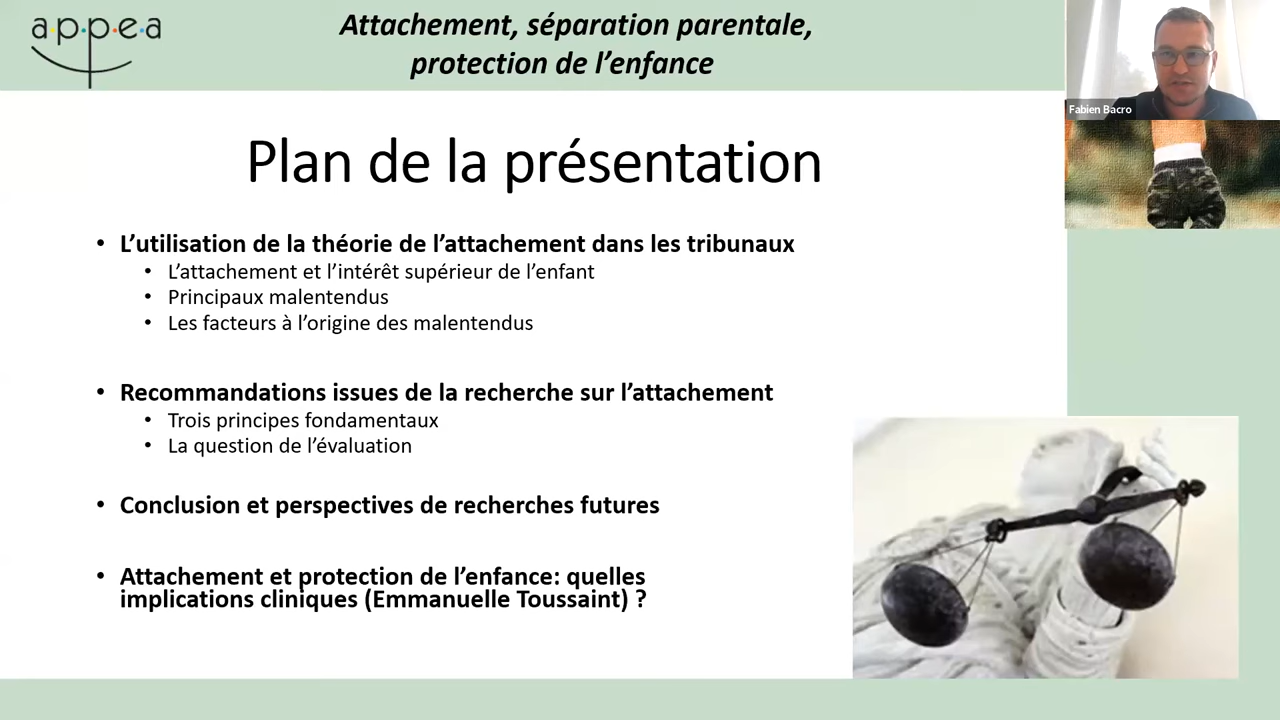 a·p·p·e·a
Attachement, séparation parentale,
protection de l’enfance
Fabien Bacro
Plan de la présentation
• L’utilisation de la théorie de l’attachement dans les tribunaux
• L’attachement et l’intérêt supérieur de l’enfant
• Principaux malentendus
• Les facteurs à l’origine des malentendus
• Recommandations issues de la recherche sur l’attachement
• Trois principes fondamentaux
• La question de l’évaluation
• Conclusion et perspectives de recherches futures
• Attachement et protection de l’enfance: quelles
implications cliniques (Emmanuelle Toussaint) ?